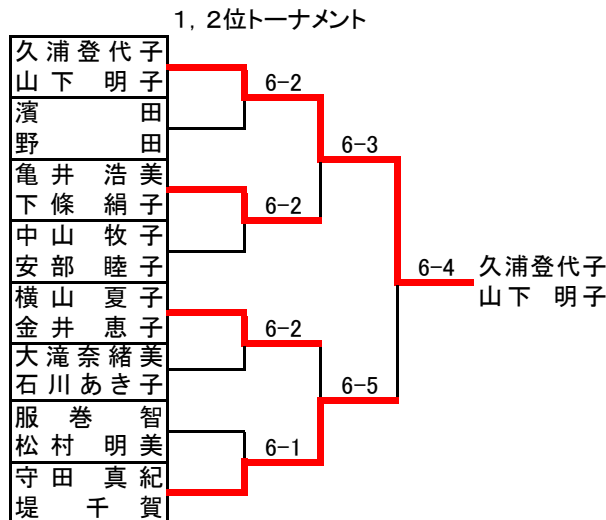 1，2位トーナメント
久浦登代子
山下 明子
濱 田
野 田
亀井 浩美
下條 絹子
中山 牧子
安部 睦子
横山 夏子
金井 恵子
大滝奈緒美
石川あき子
服巻 智
松村 明美
守田 真紀
堤 千賀
6-2
6-2
6-2
6-1
6-3
6-5
6-4
久浦登代子
山下 明子